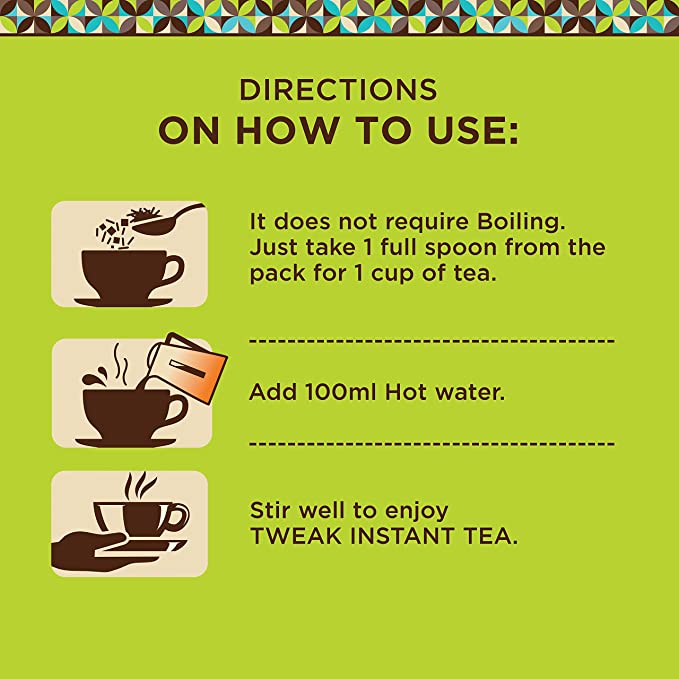 DIRECTIONS
ON HOW TO USE:
It does not require Boiling.
Just take 1 full spoon from the
pack for 1 cup of tea.
Add 100ml Hot water.
Stir well to enjoy
TWEAK INSTANT TEA.